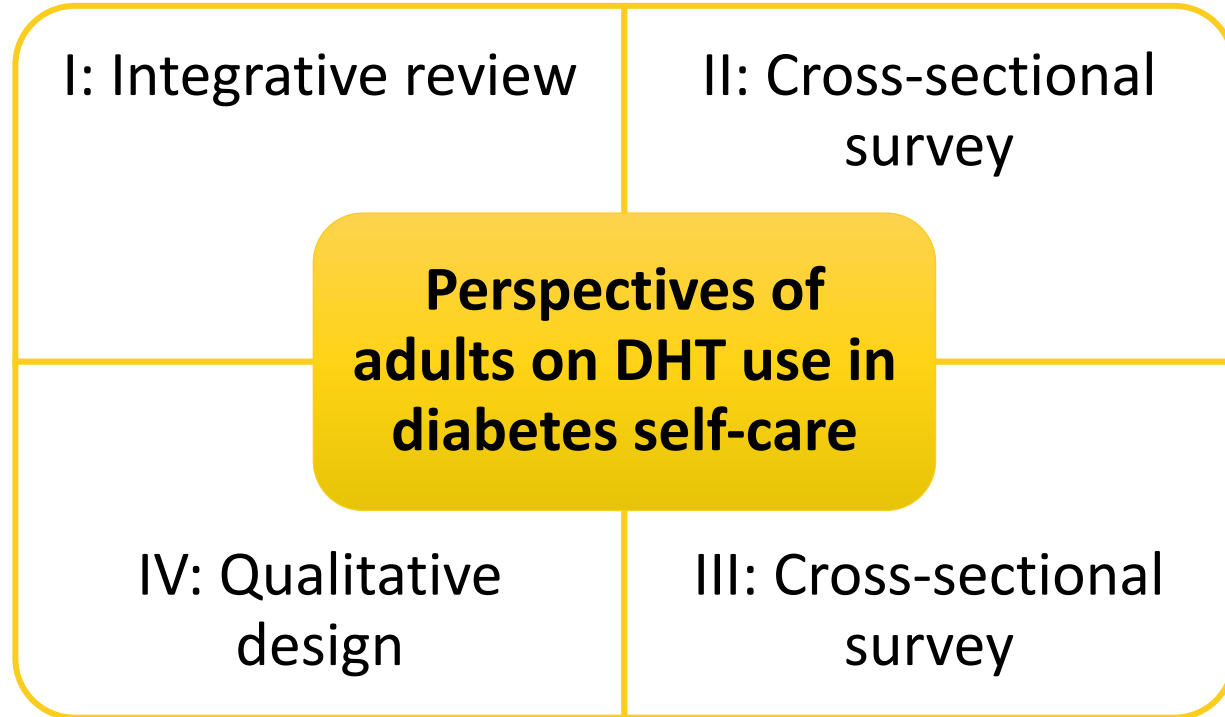 I: Integrative review
II: Cross-sectional
survey
Perspectives of
adults on DHT use in
diabetes self-care
IV: Qualitative
design
III: Cross-sectional
survey